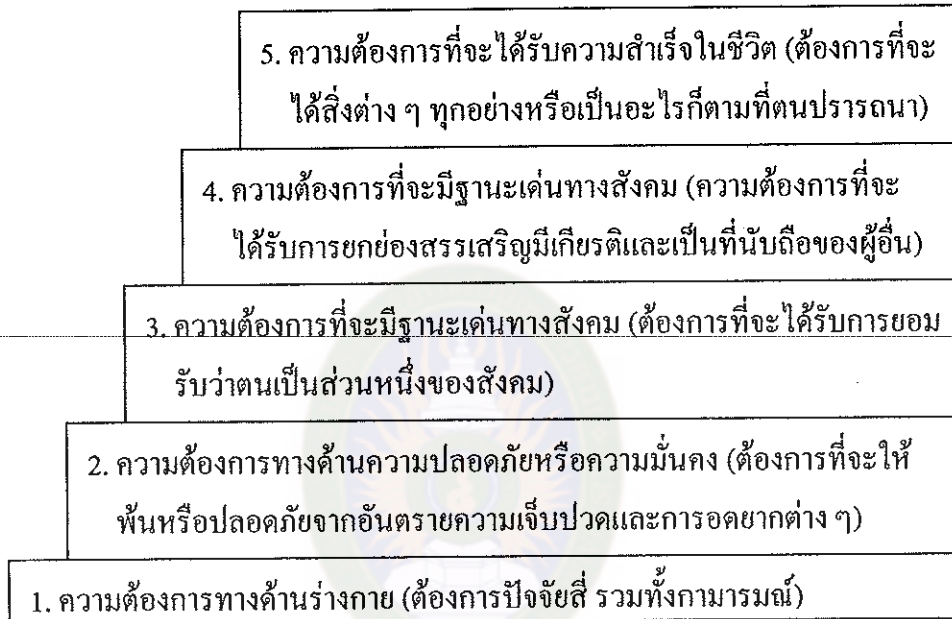 5. ความต้องการที่จะได้รับความสำเร็จในชีวิต (ต้องการที่จะ
ได้สิ่งต่าง ๆ ทุกอย่างหรือเป็นอะไรก็ตามที่ตนปรารถนา)
4. ความต้องการที่จะมีฐานะเด่นทางสังคม (ความต้องการที่จะ
ได้รับการยกย่องสรรเสริญมีเกียรติและเป็นที่นับถือของผู้อื่น)
3. ความต้องการที่จะมีฐานะเด่นทางสังคม (ต้องการที่จะได้รับการยอม
รับว่าตนเป็นส่วนหนึ่งของสังคม)
2. ความต้องการทางด้านความปลอดภัยหรือความมั่นคง (ต้องการที่จะให้
พ้นหรือปลอดภัยจากอันตรายความเจ็บปวดและการอดยากต่าง ๆ)
1. ความต้องการทางด้านร่างกาย (ต้องการปัจจัยสี่ รวมทั้งกามารมณ์)